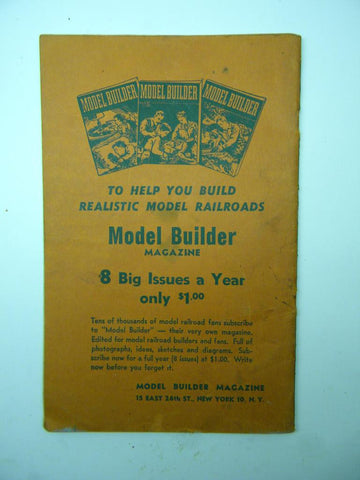 MODEL BUILDER
MODEL BUILDER
MODEL BUILDER
TO HELP YOU BUILD
REALISTIC MODEL RAILROADS
Model Builder
MAGAZINE
8 Big Issues a Year
only $1.00
Tens of thousands of model railroad fans subscribe
to "Model Builder" — their very own magazine.
Edited for model railroad builders and fans. Full of
photographs, ideas, sketches and diagrams. Sub-
scribe now for a full year (8 issues) at $1.00. Write
now before you forget it.
MODEL BUILDER MAGAZINE
15 EAST 26th ST., NEW YORK 10, N. Y.